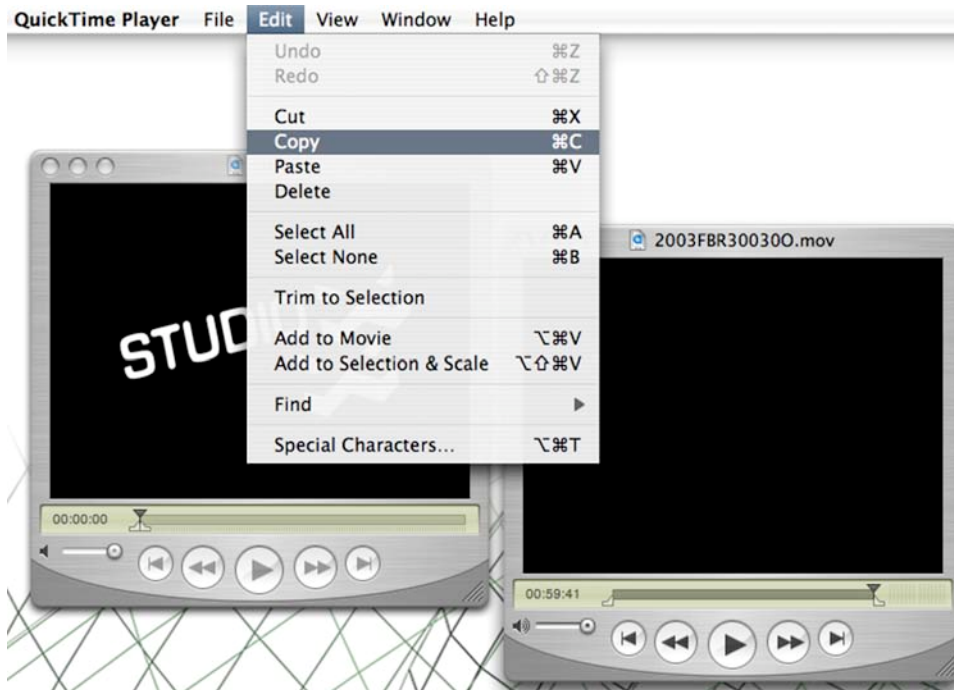 QuickTime Player File Edit View Window Help
Undo ⌘Z
Redo ⇧⌘Z
Cut ⌘X
Copy ⌘C
Paste ⌘V
Delete
Select All ⌘A
Select None ⌘B
Trim to Selection
Add to Movie ⌥⌘V
Add to Selection & Scale ⌥⇧⌘V
Find ▶
Special Characters... ⌥⌘T
STUDIO
00:00:00
2003FBR30030O.mov
00:59:41